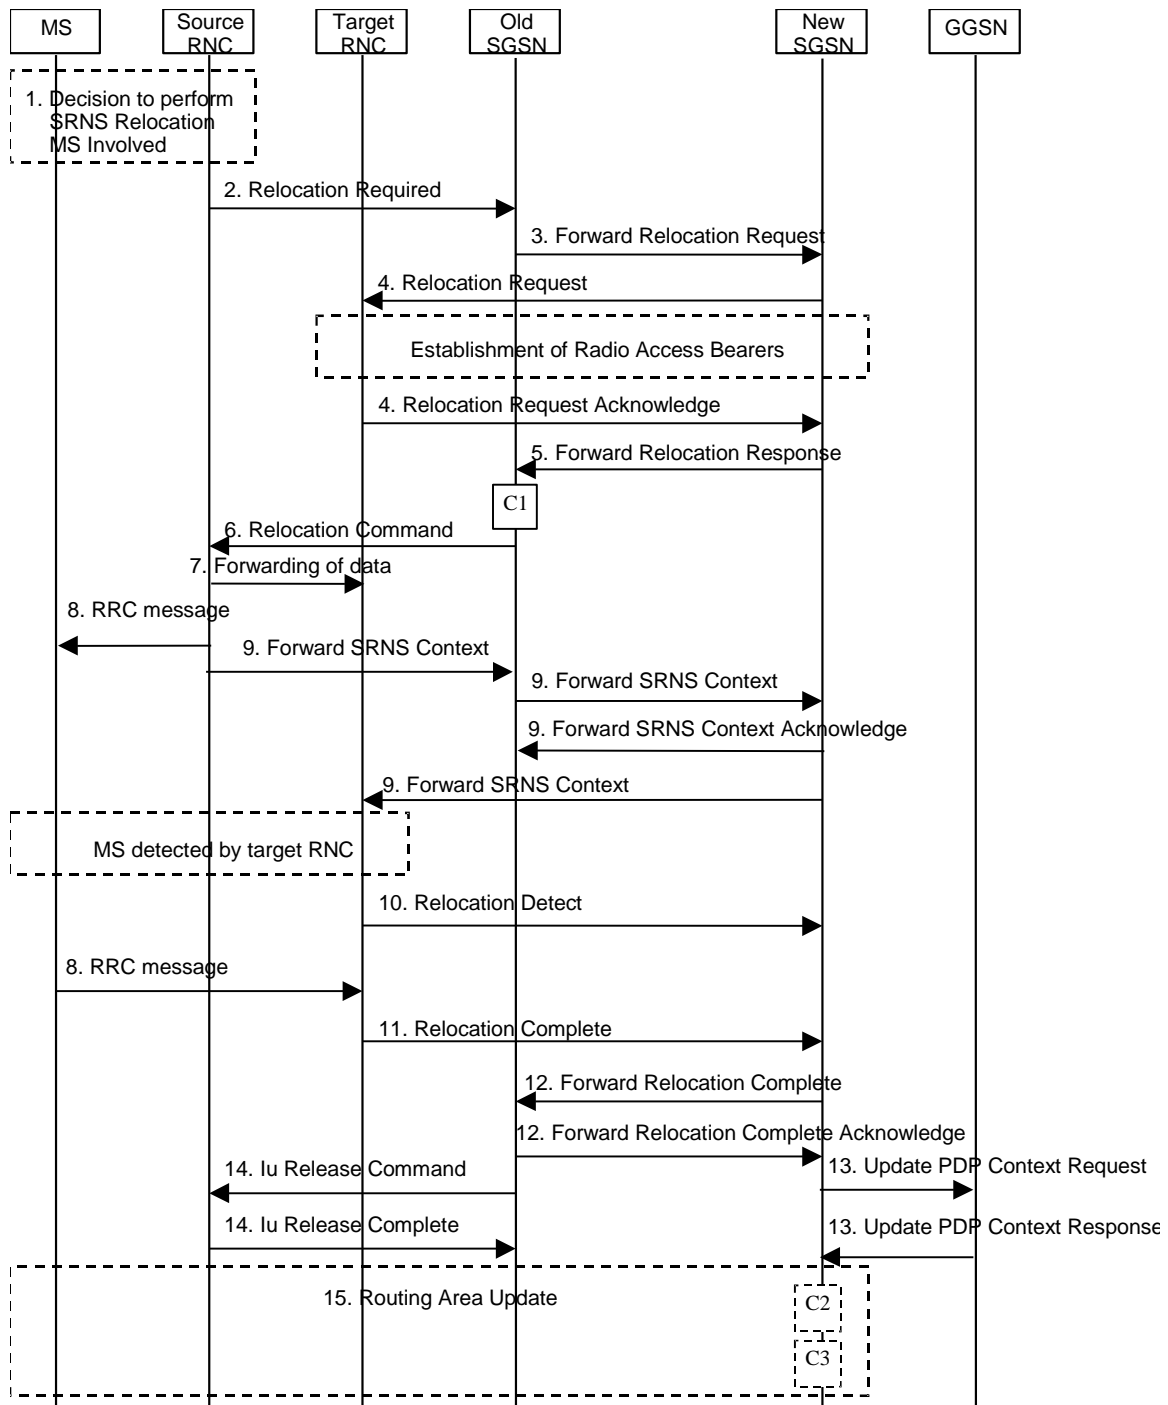 MS
Source
RNC
Target
RNC
Old
SGSN
New
SGSN
GGSN
1. Decision to perform
SRNS Relocation
MS Involved
2. Relocation Required
3. Forward Relocation Request
4. Relocation Request
Establishment of Radio Access Bearers
4. Relocation Request Acknowledge
5. Forward Relocation Response
C1
6. Relocation Command
7. Forwarding of data
8. RRC message
9. Forward SRNS Context
9. Forward SRNS Context
9. Forward SRNS Context Acknowledge
9. Forward SRNS Context
MS detected by target RNC
10. Relocation Detect
8. RRC message
11. Relocation Complete
12. Forward Relocation Complete
12. Forward Relocation Complete Acknowledge
14. Iu Release Command
13. Update PDP Context Request
14. Iu Release Complete
13. Update PDP Context Response
15. Routing Area Update
C2
C3